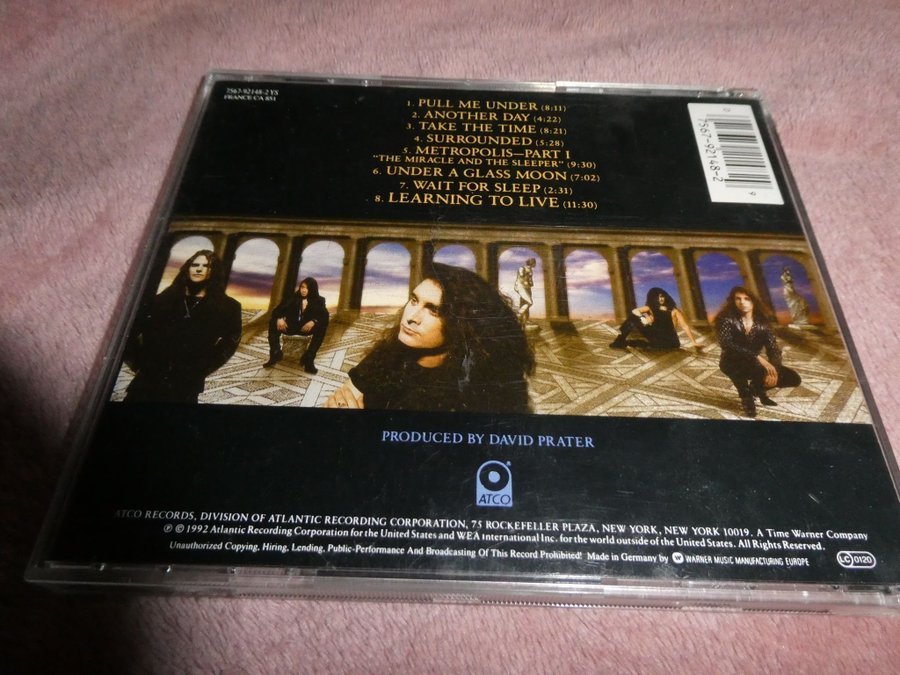 7567-92148-2 YS
FRANCE CA 851
1. PULL ME UNDER (8:11)
2. ANOTHER DAY (4:22)
3. TAKE THE TIME (8:21)
4. SURROUNDED (5:28)
5. METROPOLIS—PART I
"THE MIRACLE AND THE SLEEPER" (9:30)
6. UNDER A GLASS MOON (7:02)
7. WAIT FOR SLEEP (2:31)
8. LEARNING TO LIVE (11:30)
0
7567-92148-2
9
PRODUCED BY DAVID PRATER
ATCO
ATCO RECORDS, DIVISION OF ATLANTIC RECORDING CORPORATION, 75 ROCKEFELLER PLAZA, NEW YORK, NEW YORK 10019. A Time Warner Company
℗ © 1992 Atlantic Recording Corporation for the United States and WEA International Inc. for the world outside of the United States. All Rights Reserved.
Unauthorized Copying, Hiring, Lending, Public-Performance And Broadcasting Of This Record Prohibited! Made in Germany by WARNER MUSIC MANUFACTURING EUROPE
LC 0120